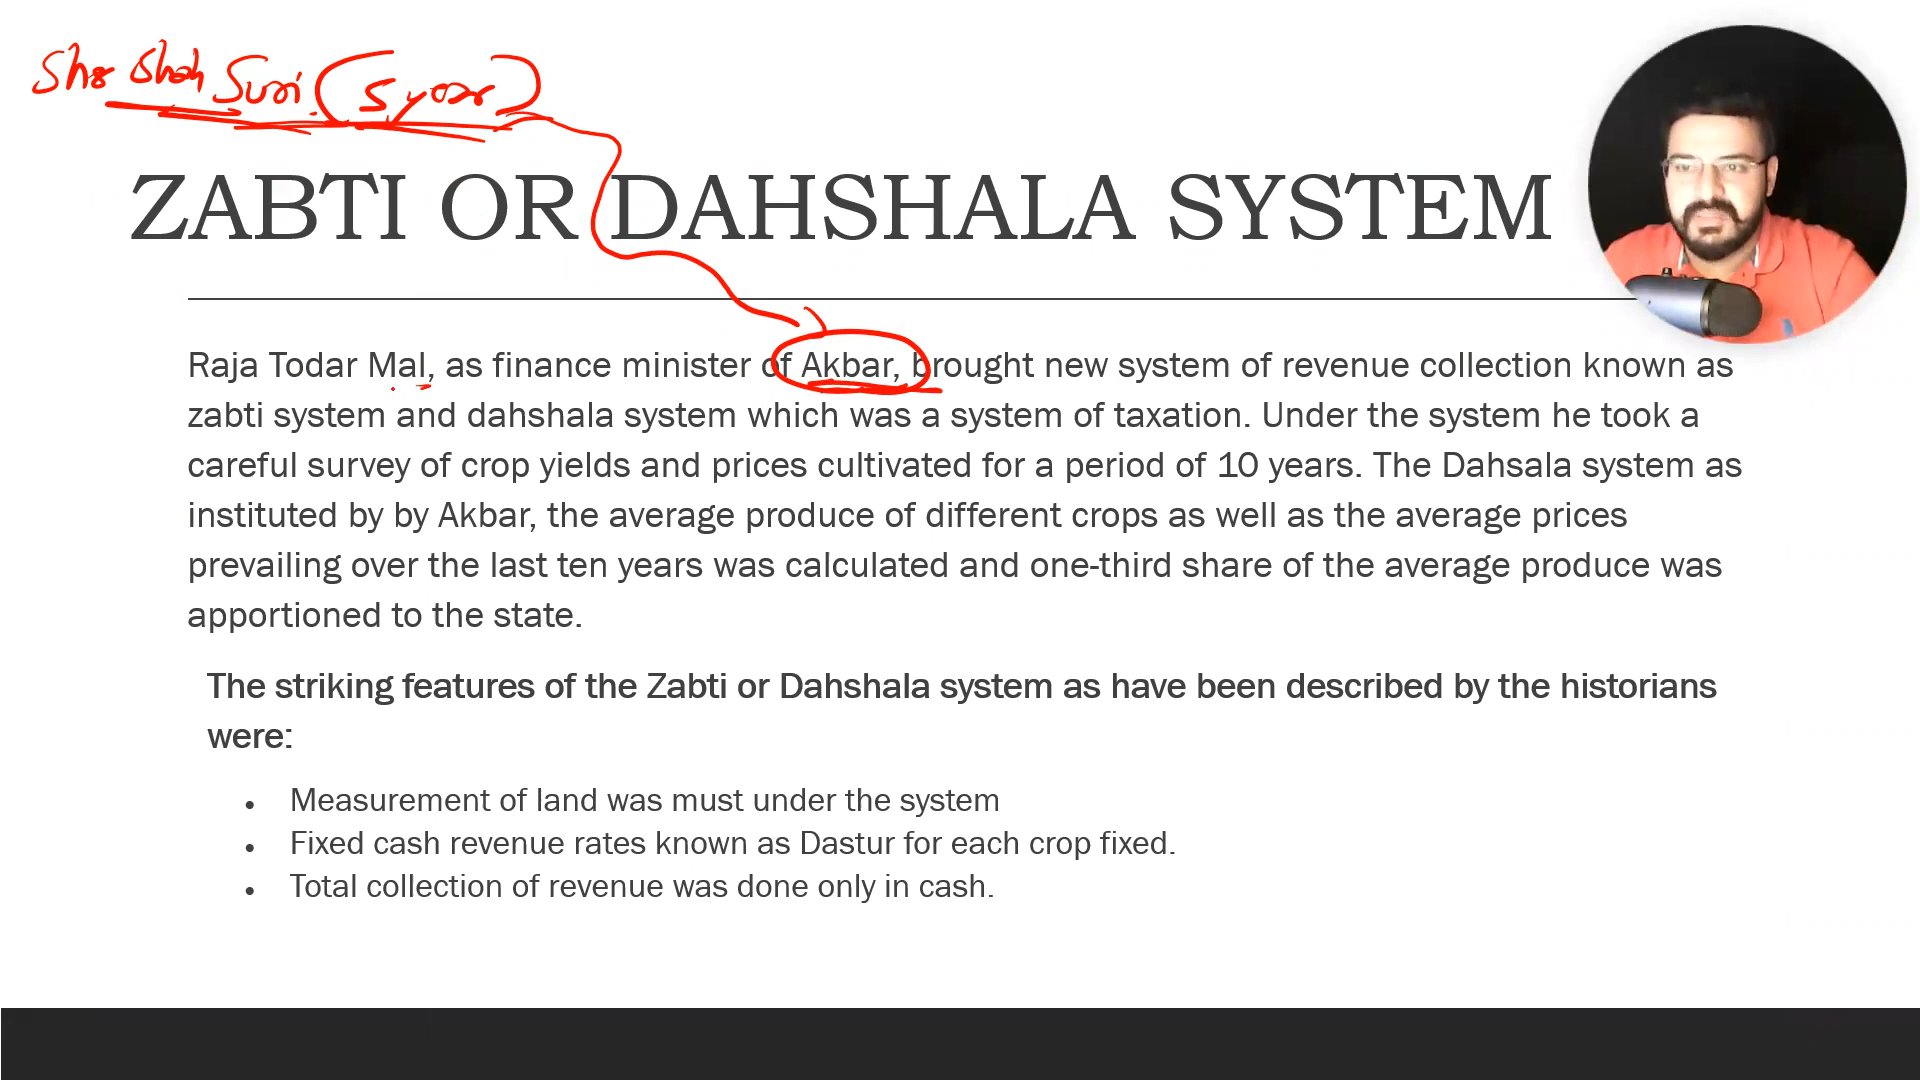 Sher Shah Suri (5 year)
ZABTI OR DAHSHALA SYSTEM
Raja Todar Mal, as finance minister of Akbar, brought new system of revenue collection known as
zabti system and dahshala system which was a system of taxation. Under the system he took a
careful survey of crop yields and prices cultivated for a period of 10 years. The Dahsala system as
instituted by by Akbar, the average produce of different crops as well as the average prices
prevailing over the last ten years was calculated and one-third share of the average produce was
apportioned to the state.
The striking features of the Zabti or Dahshala system as have been described by the historians
were:
• Measurement of land was must under the system
• Fixed cash revenue rates known as Dastur for each crop fixed.
• Total collection of revenue was done only in cash.